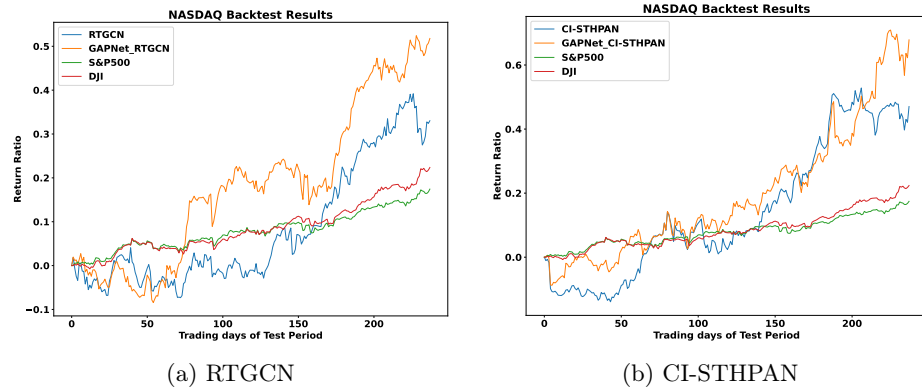 NASDAQ Backtest Results
RTGCN
GAPNet_RTGCN
S&P500
DJI
0.5
0.4
0.3
0.2
0.1
0.0
−0.1
Return Ratio
0
50
100
150
200
Trading days of Test Period
(a) RTGCN
NASDAQ Backtest Results
CI-STHPAN
GAPNet_CI-STHPAN
S&P500
DJI
0.6
0.4
0.2
0.0
Return Ratio
0
50
100
150
200
Trading days of Test Period
(b) CI-STHPAN